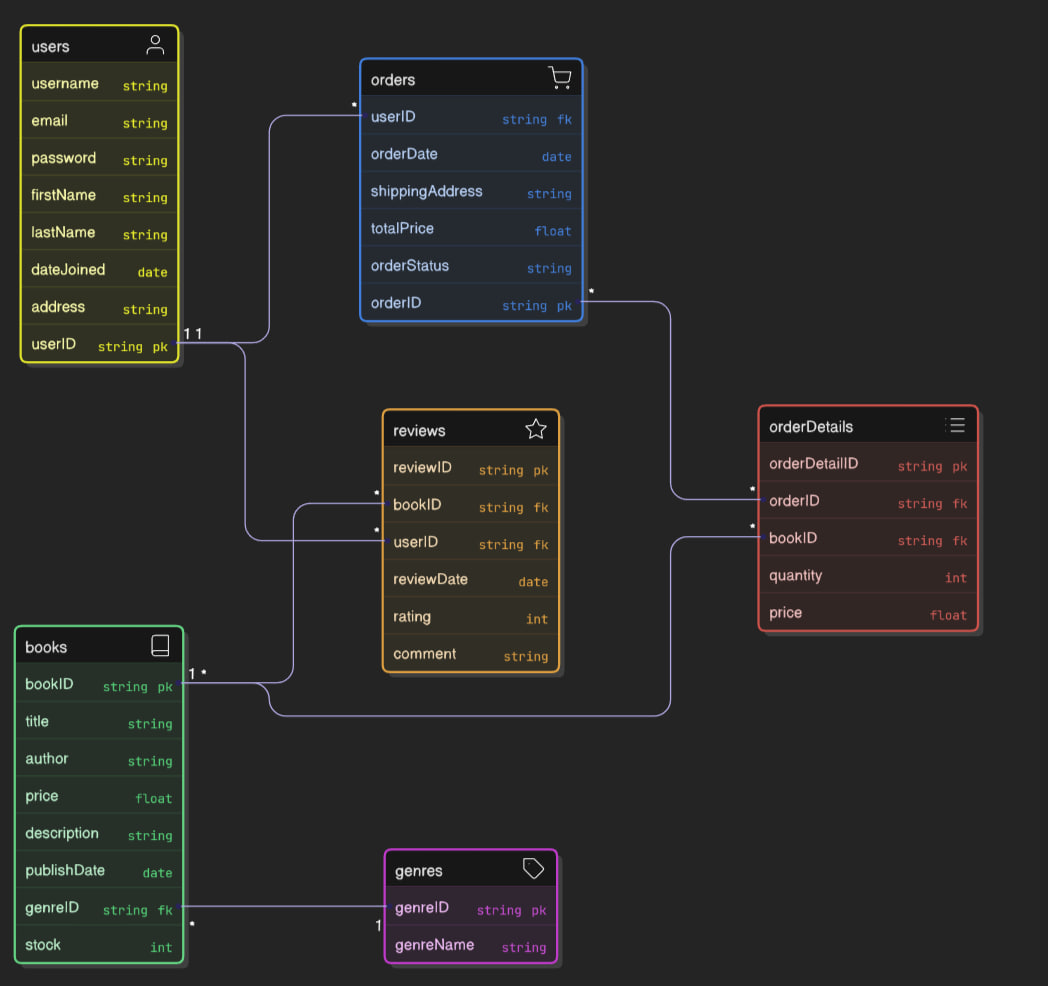 users
username string
email string
password string
firstName string
lastName string
dateJoined date
address string
userID string pk
1 1
orders
*
userID string fk
orderDate date
shippingAddress string
totalPrice float
orderStatus string
orderID string pk
*
reviews
reviewID string pk
*
bookID string fk
*
userID string fk
reviewDate date
rating int
comment string
orderDetails
orderDetailID string pk
*
orderID string fk
*
bookID string fk
quantity int
price float
books
bookID string pk
1 *
title string
author string
price float
description string
publishDate date
genreID string fk
*
stock int
genres
genreID string pk
1
genreName string